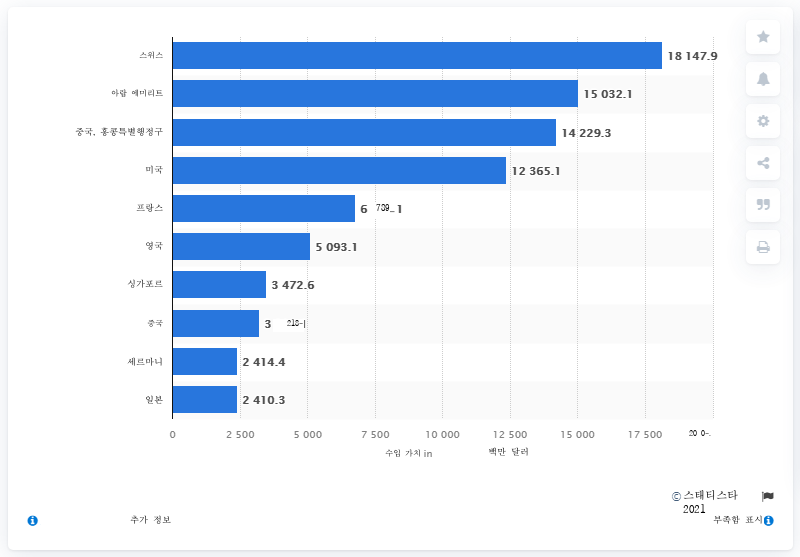 스위스
18 147.9
아랍 에미리트
15 032.1
중국, 홍콩특별행정구
14 229.3
미국
12 365.1
프랑스
6 789_1
영국
5 093.1
싱가포르
3 472.6
중국
3
세르마니
2 414.4
일본
2 410.3
0 2 500 5 000 7 500 10 000 12 500 15 000 17 500
수입 가치 in 백만 달러
© 스태티스타
2021
추가 정보 부족함 표시